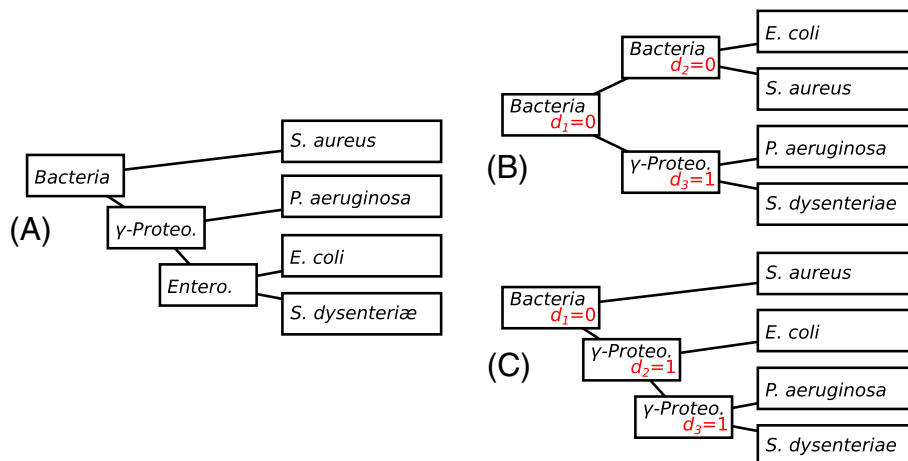 (A)
Bacteria
γ-Proteo.
Entero.
S. aureus
P. aeruginosa
E. coli
S. dysenteriæ
(B)
Bacteria
d₁=0
Bacteria
d₂=0
γ-Proteo.
d₃=1
E. coli
S. aureus
P. aeruginosa
S. dysenteriae
(C)
Bacteria
d₁=0
γ-Proteo.
d₂=1
γ-Proteo.
d₃=1
S. aureus
E. coli
P. aeruginosa
S. dysenteriae